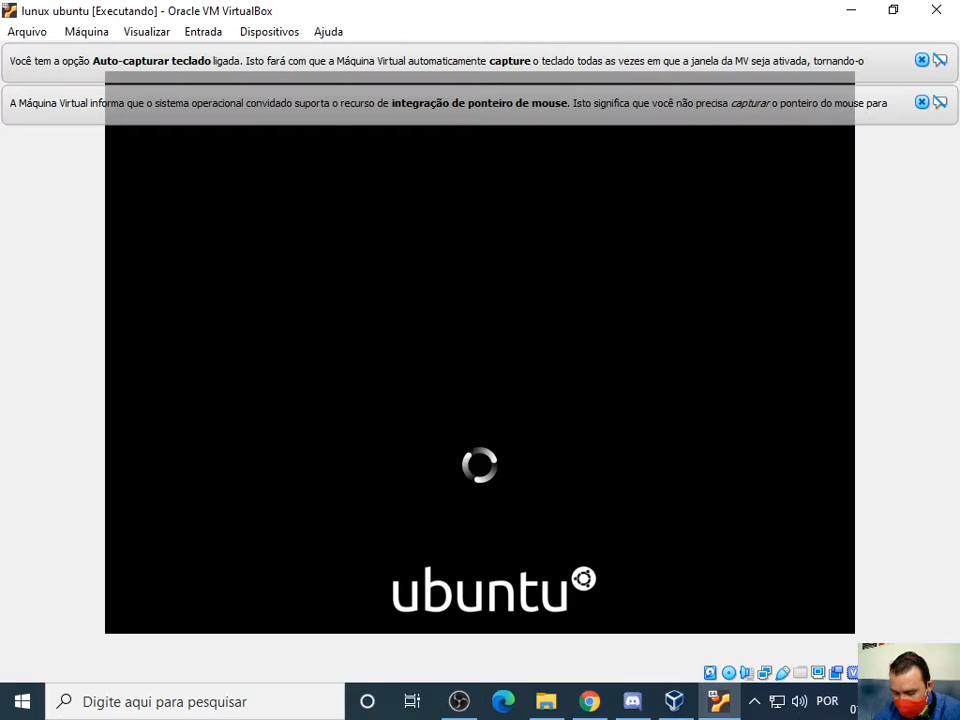 lunux ubuntu [Executando] - Oracle VM VirtualBox
Arquivo Máquina Visualizar Entrada Dispositivos Ajuda
Você tem a opção Auto-capturar teclado ligada. Isto fará com que a Máquina Virtual automaticamente capture o teclado todas as vezes em que a janela da MV seja ativada, tornando-o
A Máquina Virtual informa que o sistema operacional convidado suporta o recurso de integração de ponteiro de mouse. Isto significa que você não precisa capturar o ponteiro do mouse para
ubuntu
Digite aqui para pesquisar
POR